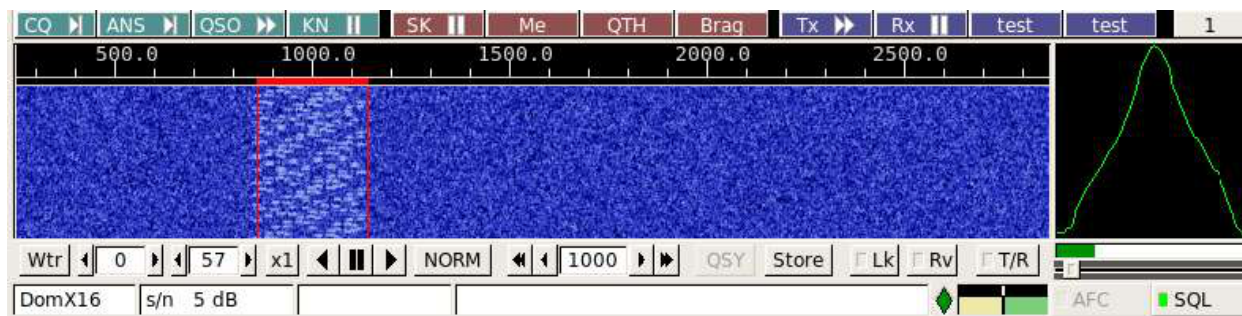 CQ ANS QSO KN SK Me QTH Brag Tx Rx test test 1
500.0 1000.0 1500.0 2000.0 2500.0
Wtr 0 57 x1 NORM 1000 QSY Store Lk Rv T/R
DomX16 s/n 5 dB AFC SQL